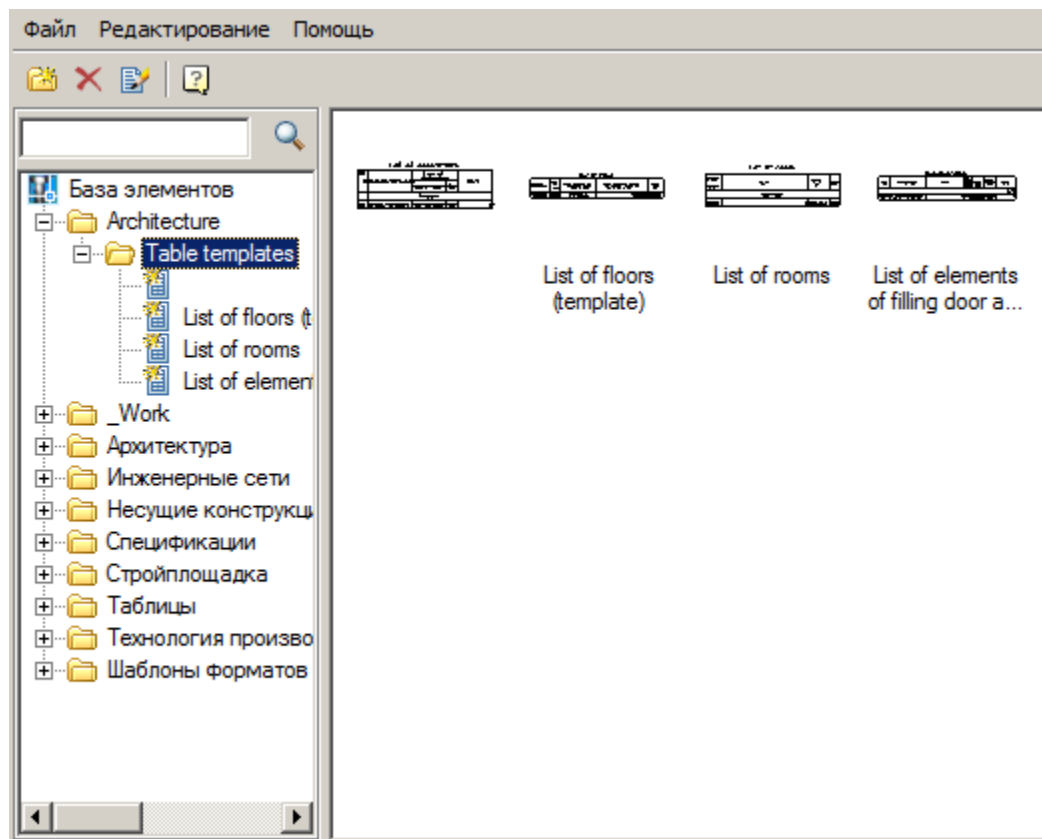 Файл Редактирование Помощь
База элементов
Architecture
Table templates
List of floors (t
List of rooms
List of elemen
_Work
Архитектура
Инженерные сети
Несущие конструкц
Спецификации
Стройплощадка
Таблицы
Технология произво
Шаблоны форматов
List of floors
(template)
List of rooms
List of elements
of filling door a...